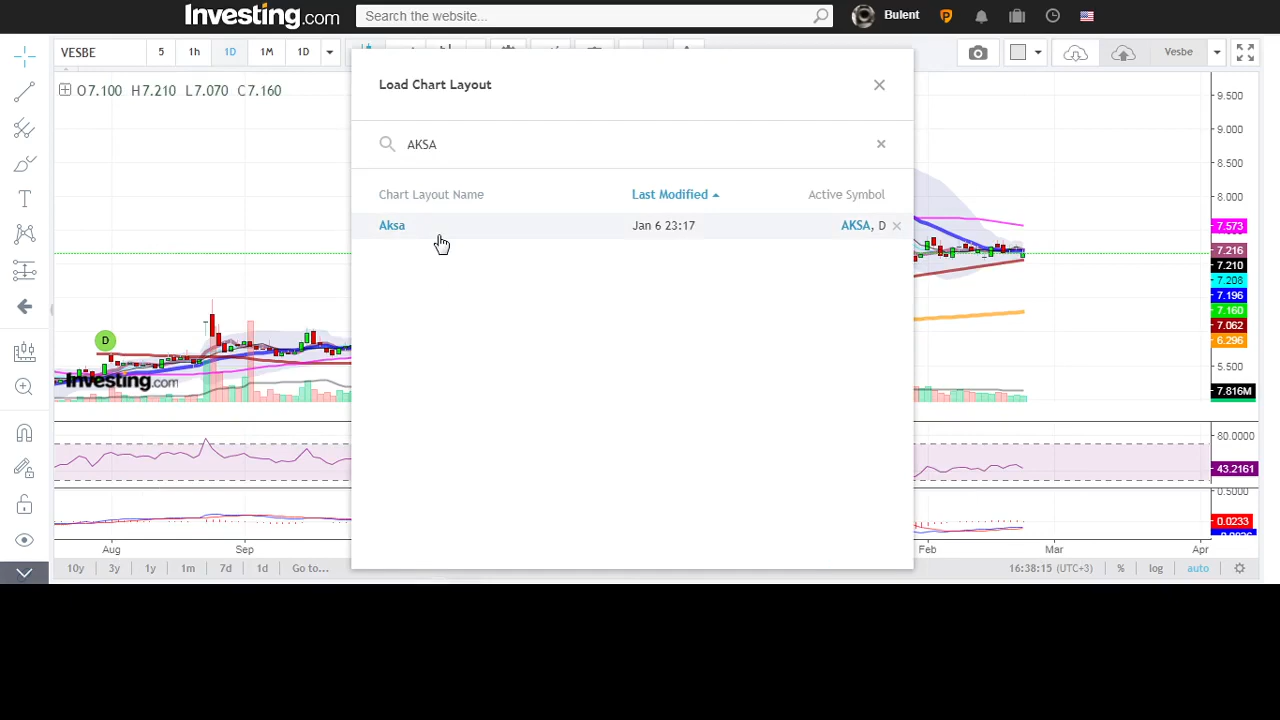 Investing.com
Search the website...
Bulent
VESBE
5
1h
1D
1M
1D
Vesbe
O7.100 H7.210 L7.070 C7.160
Load Chart Layout
AKSA
Chart Layout Name
Last Modified
Active Symbol
Aksa
Jan 6 23:17
AKSA, D
D
Investing.com
9.500
9.000
8.500
8.000
7.573
7.216
7.210
7.208
7.196
7.160
7.062
6.296
5.500
7.816M
80.0000
43.2161
0.5000
0.0233
Aug
Sep
Feb
Mar
Apr
10y
3y
1y
1m
7d
1d
Go to...
16:38:15 (UTC+3)
%
log
auto